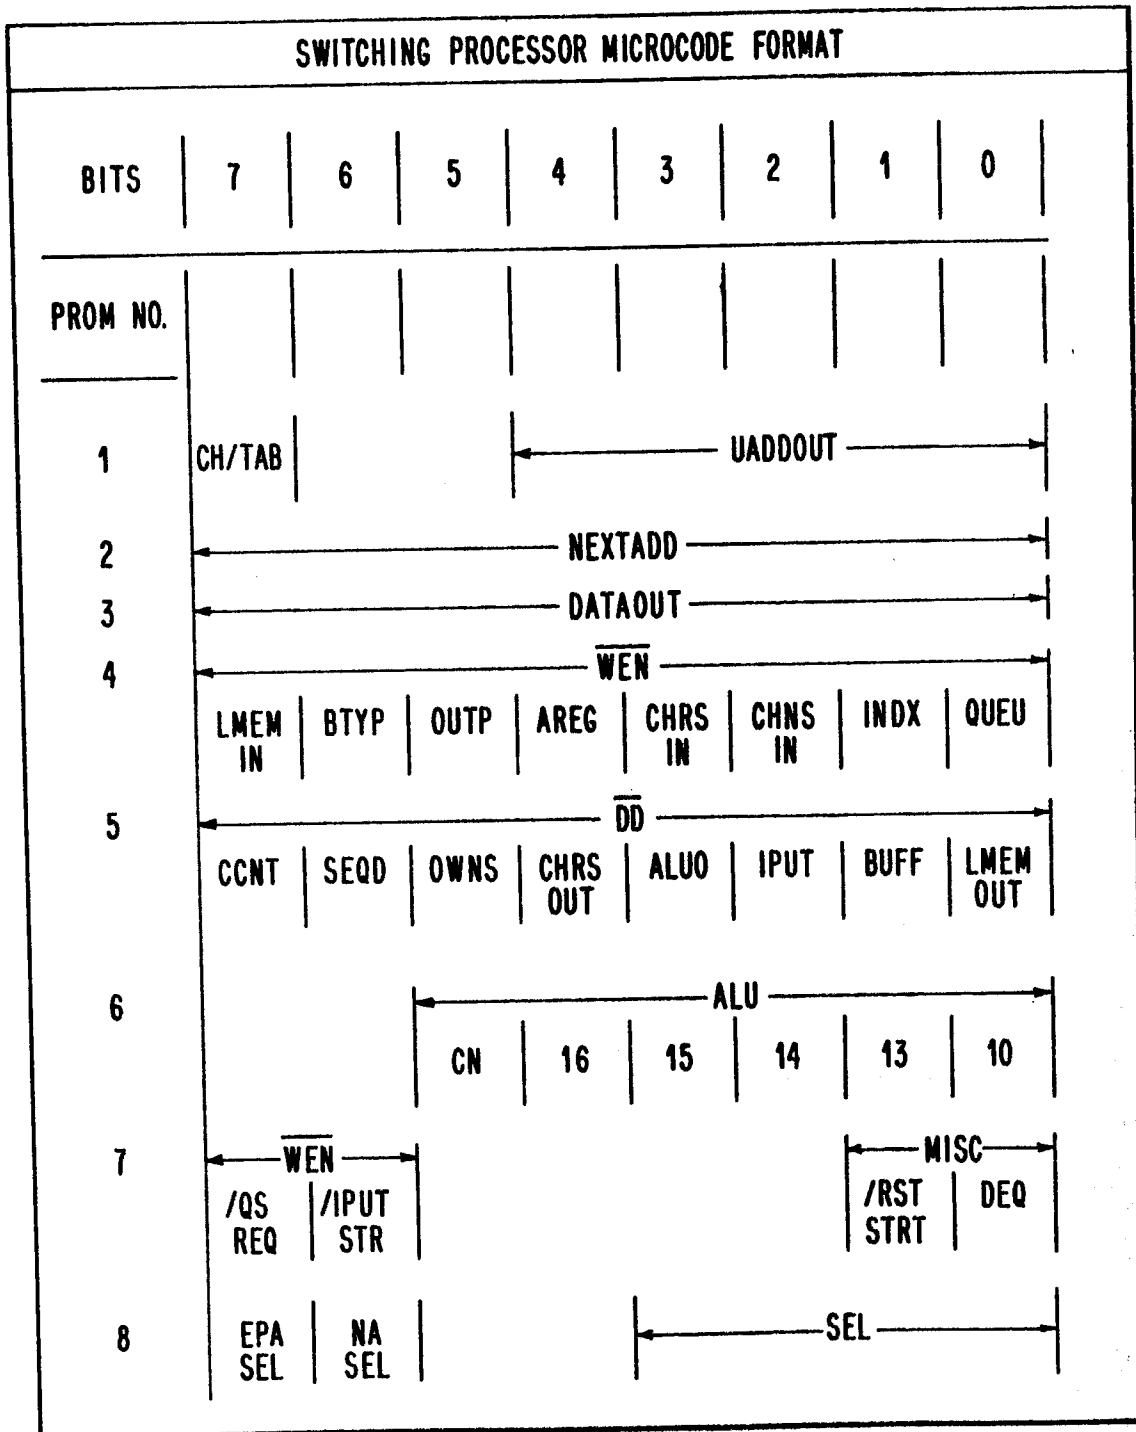 SWITCHING PROCESSOR MICROCODE FORMAT
BITS 7 6 5 4 3 2 1 0
PROM NO.
1 CH/TAB UADDOUT
2 NEXTADD
3 DATAOUT
4 WEN
LMEM IN BTYP OUTP AREG CHRS IN CHNS IN INDX QUEU
5 DD
CCNT SEQD OWNS CHRS OUT ALUO IPUT BUFF LMEM OUT
6 ALU
CN 16 15 14 13 10
7 WEN MISC
/QS REQ /IPUT STR /RST STRT DEQ
8 EPA SEL NA SEL SEL